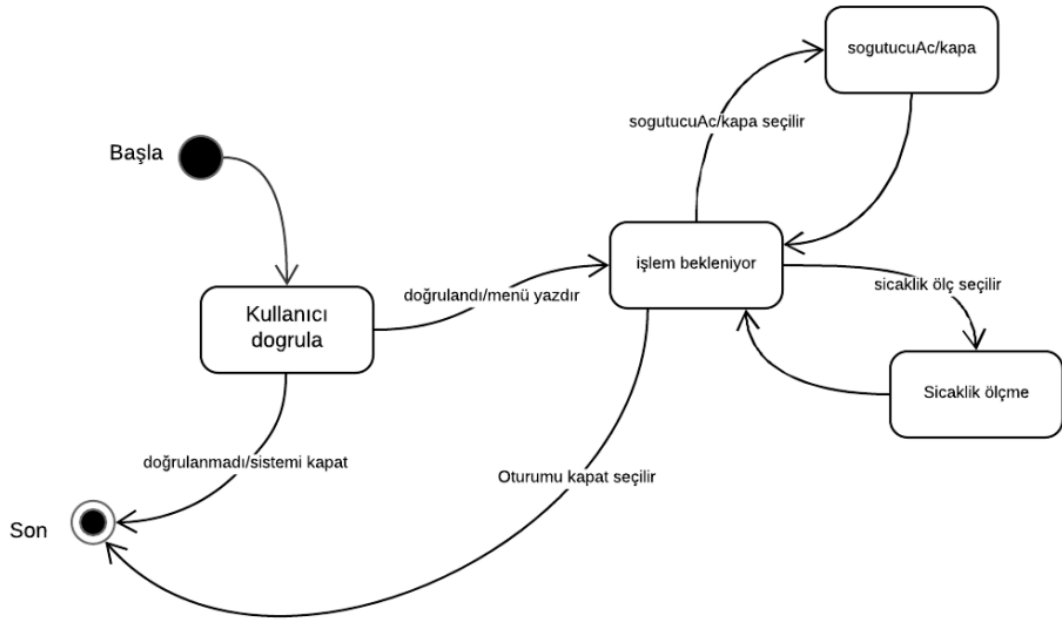 sogutucuAc/kapa
sogutucuAc/kapa seçilir
Başla
işlem bekleniyor
sicaklik ölç seçilir
doğrulandı/menü yazdır
Kullanıcı
dogrula
Sicaklik ölçme
doğrulanmadı/sistemi kapat
Oturumu kapat seçilir
Son